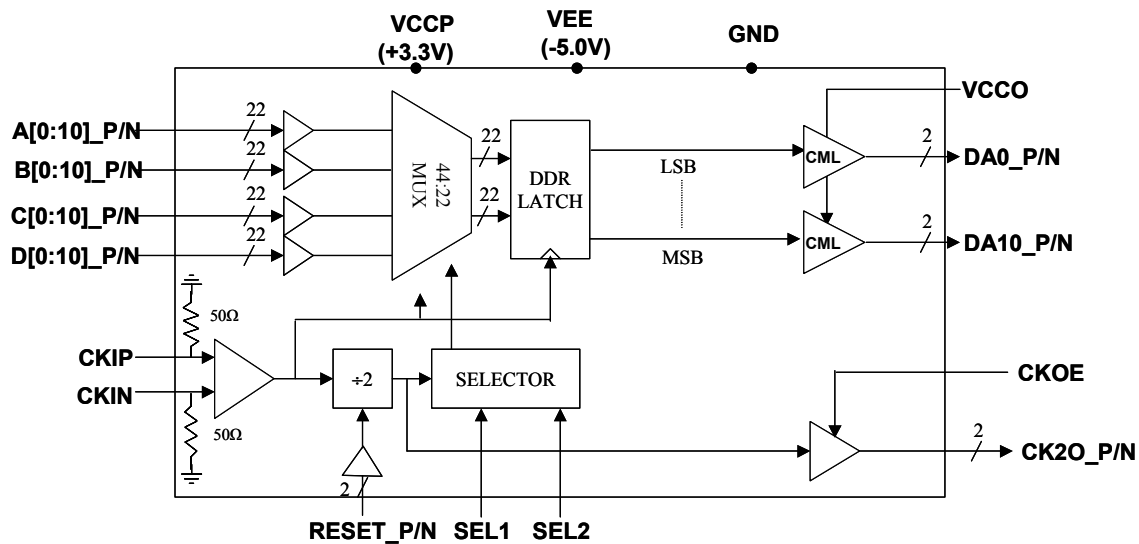 VCCP
(+3.3V)
VEE
(-5.0V)
GND
VCCO
A[0:10]_P/N
22
B[0:10]_P/N
22
C[0:10]_P/N
22
D[0:10]_P/N
22
44:22
MUX
22
22
DDR
LATCH
LSB
MSB
CML
CML
2
DA0_P/N
2
DA10_P/N
50Ω
CKIP
CKIN
50Ω
÷2
SELECTOR
CKOE
2
CK2O_P/N
2
RESET_P/N
SEL1
SEL2